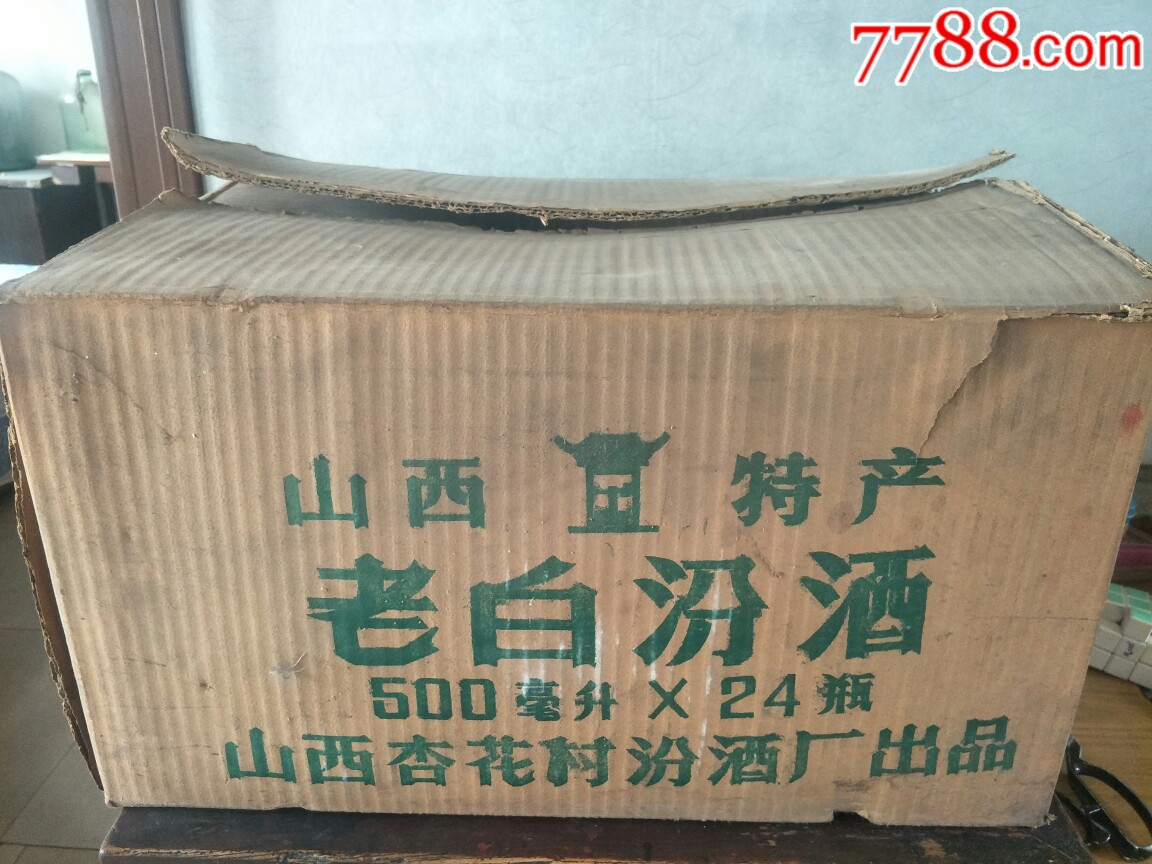 7788.com
山西 特产
老白汾酒
500毫升×24瓶
山西杏花村汾酒厂出品